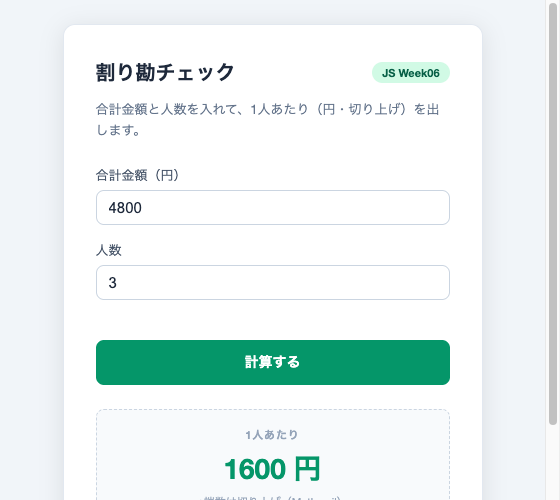 割り勘チェック
JS Week06
合計金額と人数を入れて、1人あたり（円・切り上げ）を出
します。
合計金額（円）
4800
人数
3
計算する
1人あたり
1600 円